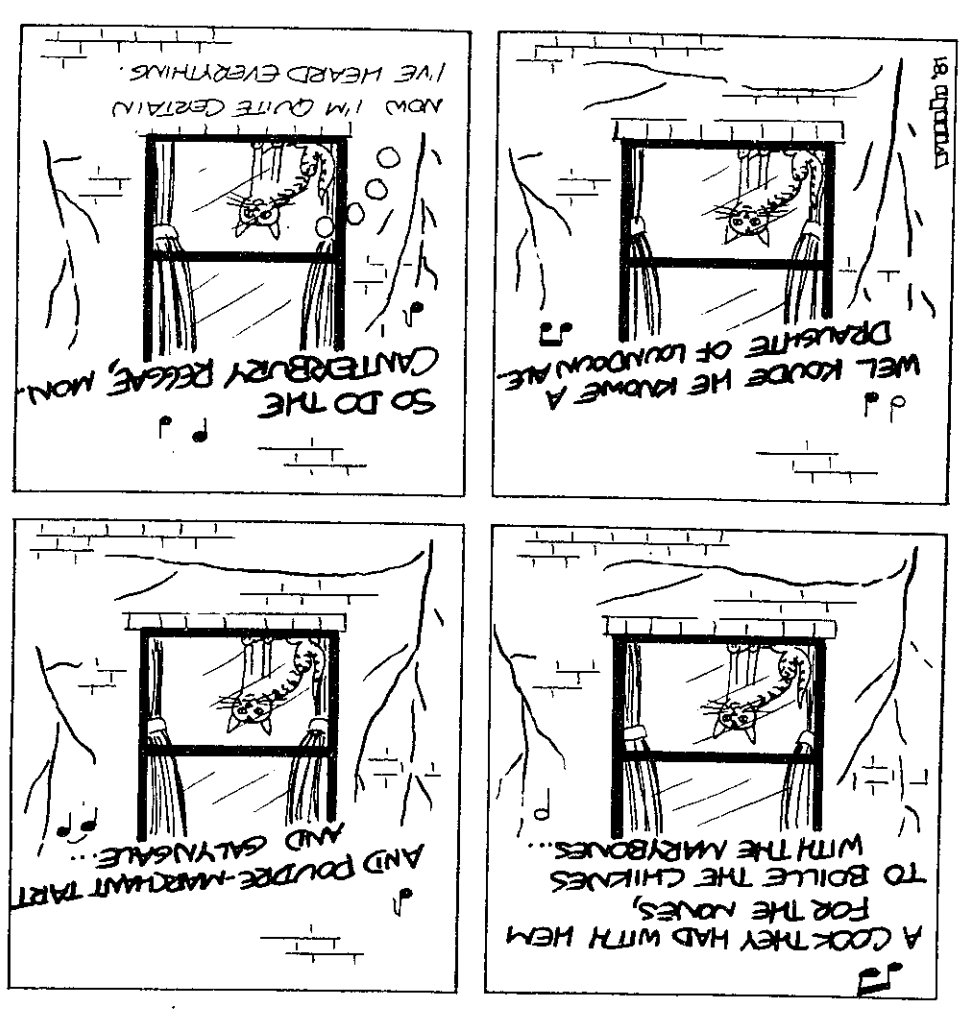 A COOK THEY HAD WITH HEM
FOR THE NONES,
TO BOILLE THE CHIKNES
WITH THE MARYBONES...
AND POUDRE-MARCHANT TART
AND GALYNGALE...
WEL KOUDE HE KNOWE A
DRAUGHTE OF LOUNDOUN ALE.
SO DO THE
CANTERBURY REGGAE, MON.
NOW I'M QUITE CERTAIN
I'VE HEARD EVERYTHING.